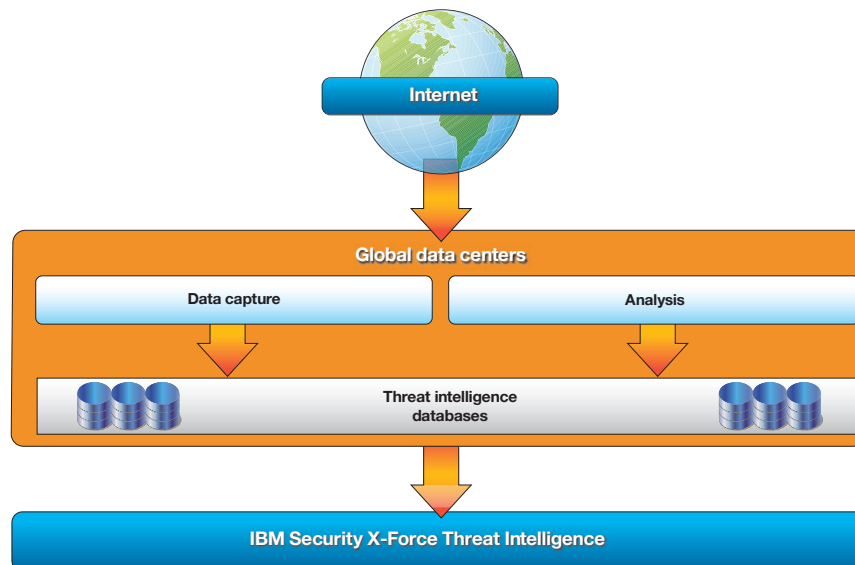 Internet
Global data centers
Data capture
Analysis
Threat intelligence
databases
IBM Security X-Force Threat Intelligence